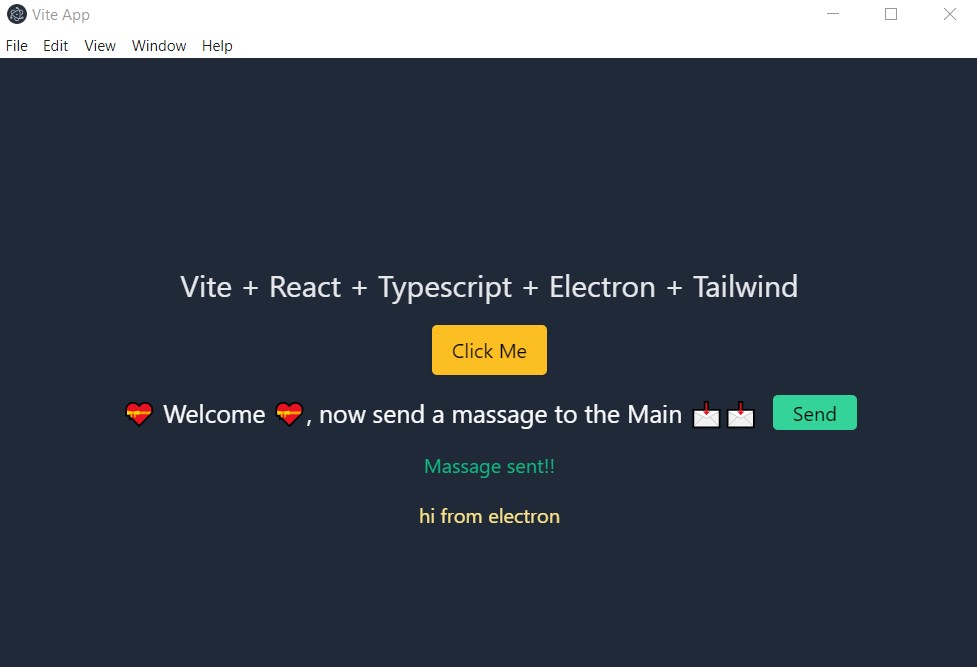 Vite App
File Edit View Window Help
Vite + React + Typescript + Electron + Tailwind
Click Me
💝 Welcome 💝, now send a massage to the Main 📩📩 Send
Massage sent!!
hi from electron